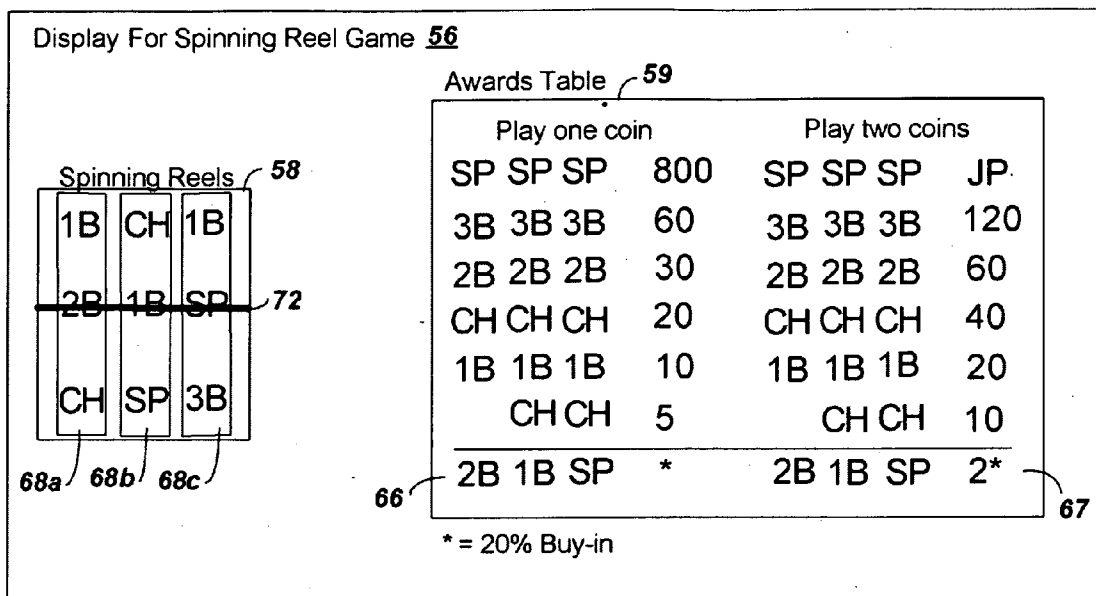 Display For Spinning Reel Game 56
Awards Table 59
Play one coin Play two coins
Spinning Reels 58
SP SP SP 800 SP SP SP JP
1B CH 1B
3B 3B 3B 60 3B 3B 3B 120
2B 2B 2B 30 2B 2B 2B 60
2B 1B SP 72
CH CH CH 20 CH CH CH 40
1B 1B 1B 10 1B 1B 1B 20
CH SP 3B
CH CH 5 CH CH 10
68a 68b 68c
66 2B 1B SP * 2B 1B SP 2* 67
* = 20% Buy-in